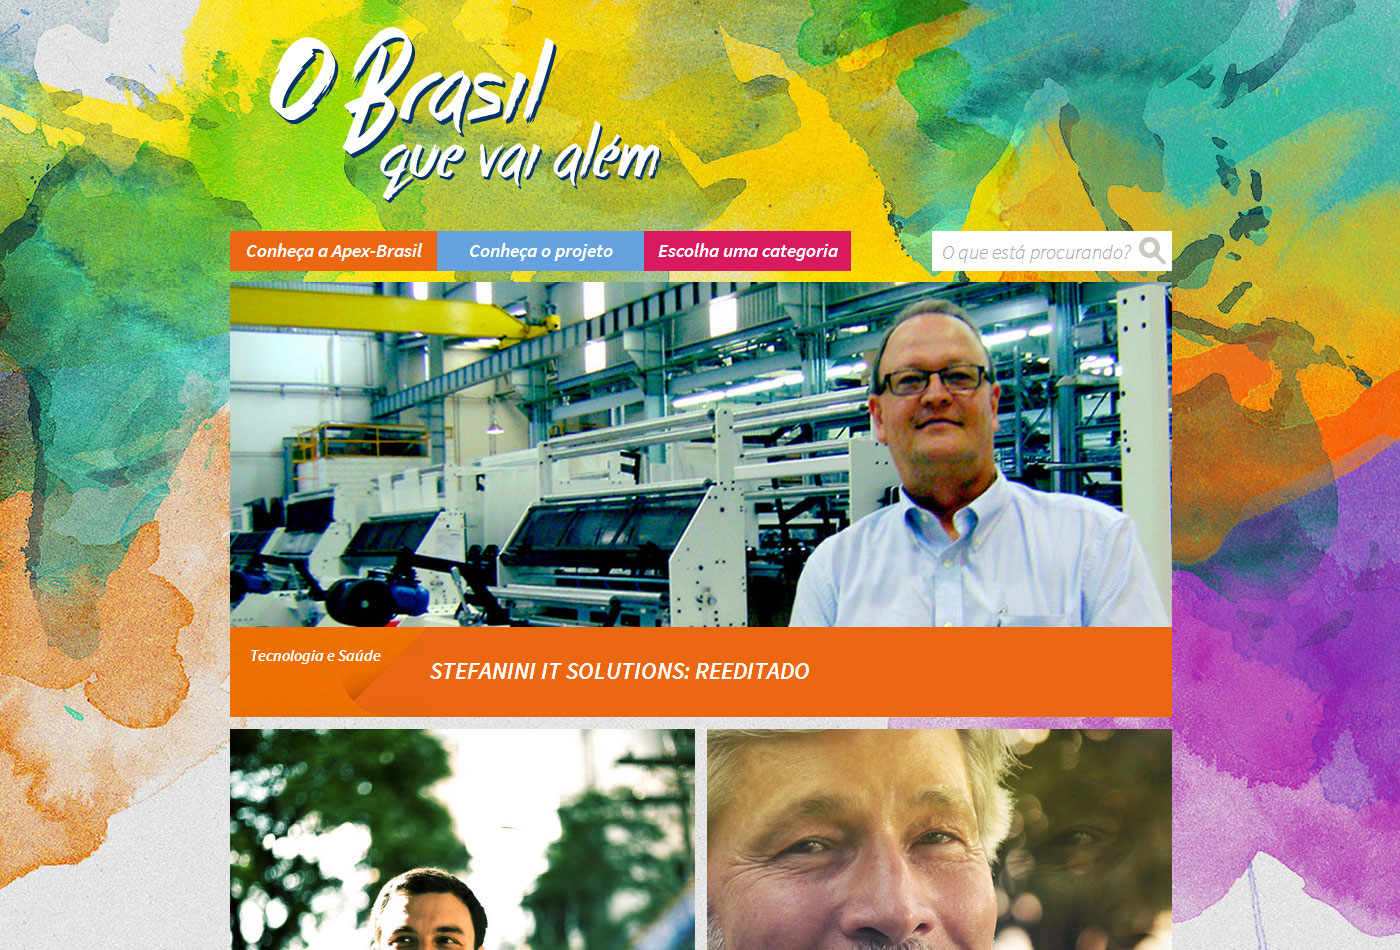 O Brasil
que vai além
Conheça a Apex-Brasil
Conheça o projeto
Escolha uma categoria
O que está procurando?
Tecnologia e Saúde
STEFANINI IT SOLUTIONS: REEDITADO